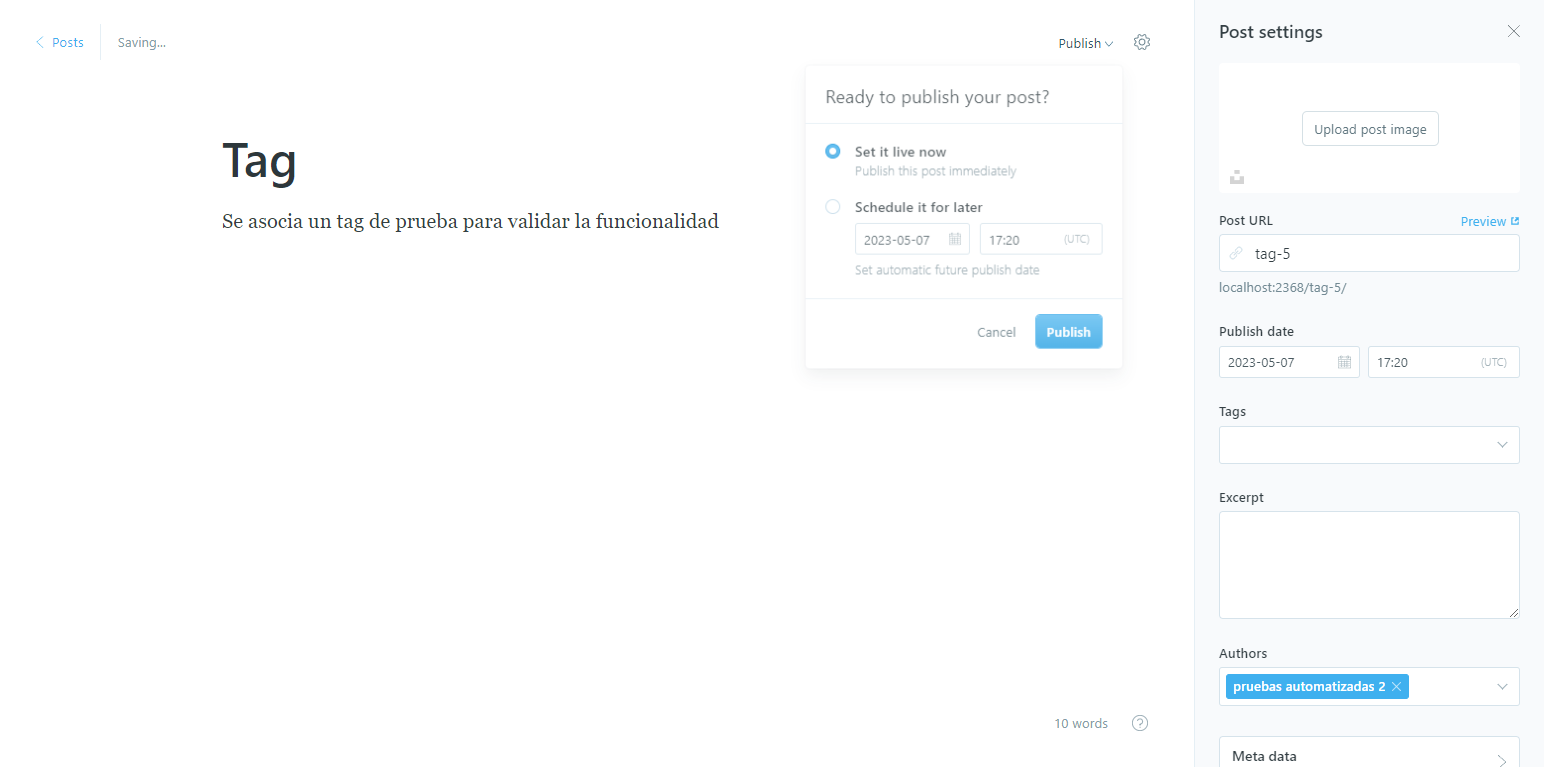 Posts
Saving...
Publish
Ready to publish your post?
Set it live now
Publish this post immediately
Schedule it for later
2023-05-07
17:20 (UTC)
Set automatic future publish date
Cancel
Publish
Tag
Se asocia un tag de prueba para validar la funcionalidad
10 words
?
Post settings
Upload post image
Post URL
Preview
tag-5
localhost:2368/tag-5/
Publish date
2023-05-07
17:20 (UTC)
Tags
Excerpt
Authors
pruebas automatizadas 2
Meta data